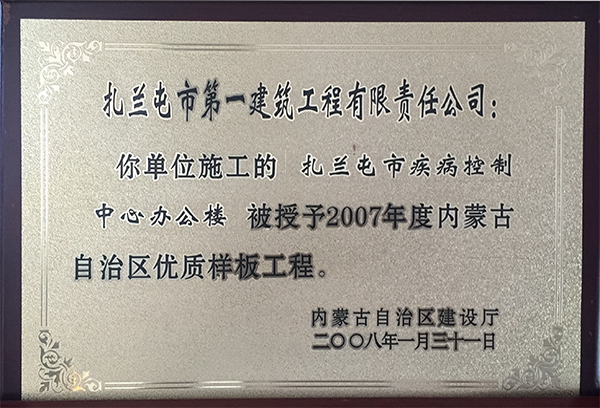 扎兰屯市第一建筑工程有限责任公司：
你单位施工的 扎兰屯市疾病控制
中心办公楼 被授予2007年度内蒙古
自治区优质样板工程。
内蒙古自治区建设厅
二〇〇八年一月三十一日